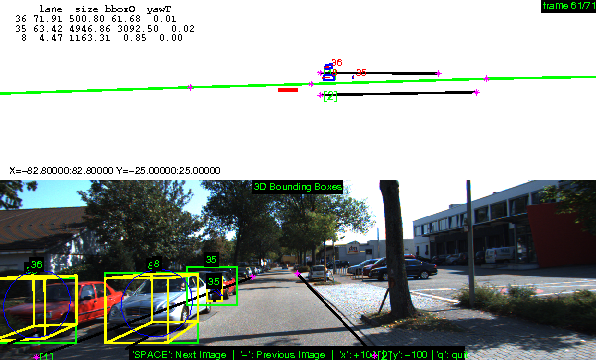 frame 61/71
lane size bboxO yawT
36 71.91 500.80 61.68 0.01
35 63.42 4946.86 3092.50 0.02
8 4.47 1163.31 0.85 0.00
36
35
[2]
X=-82.80000:82.80000 Y=-25.00000:25.00000
3D Bounding Boxes
36
8
35
35
[1]
'SPACE': Next Image | '-': Previous Image | 'x': +10
'y': -100 | 'q': quit